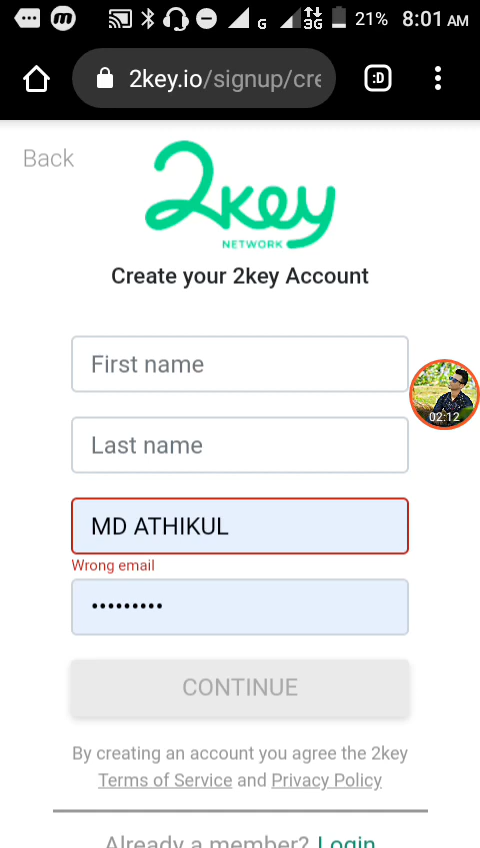 G
3G
21%
8:01 AM
2key.io/signup/cre
:D
Back
2key
NETWORK
Create your 2key Account
First name
02:12
Last name
MD ATHIKUL
Wrong email
•••••••••
CONTINUE
By creating an account you agree the 2key
Terms of Service and Privacy Policy
Already a member? Login